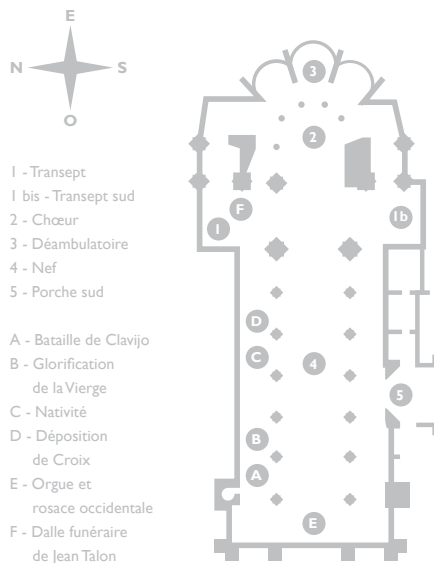 E
N
S
O
1 - Transept
1 bis - Transept sud
2 - Chœur
3 - Déambulatoire
4 - Nef
5 - Porche sud
A - Bataille de Clavijo
B - Glorification
de la Vierge
C - Nativité
D - Déposition
de Croix
E - Orgue et
rosace occidentale
F - Dalle funéraire
de Jean Talon
3
2
F
1
1b
D
C
4
5
B
A
E